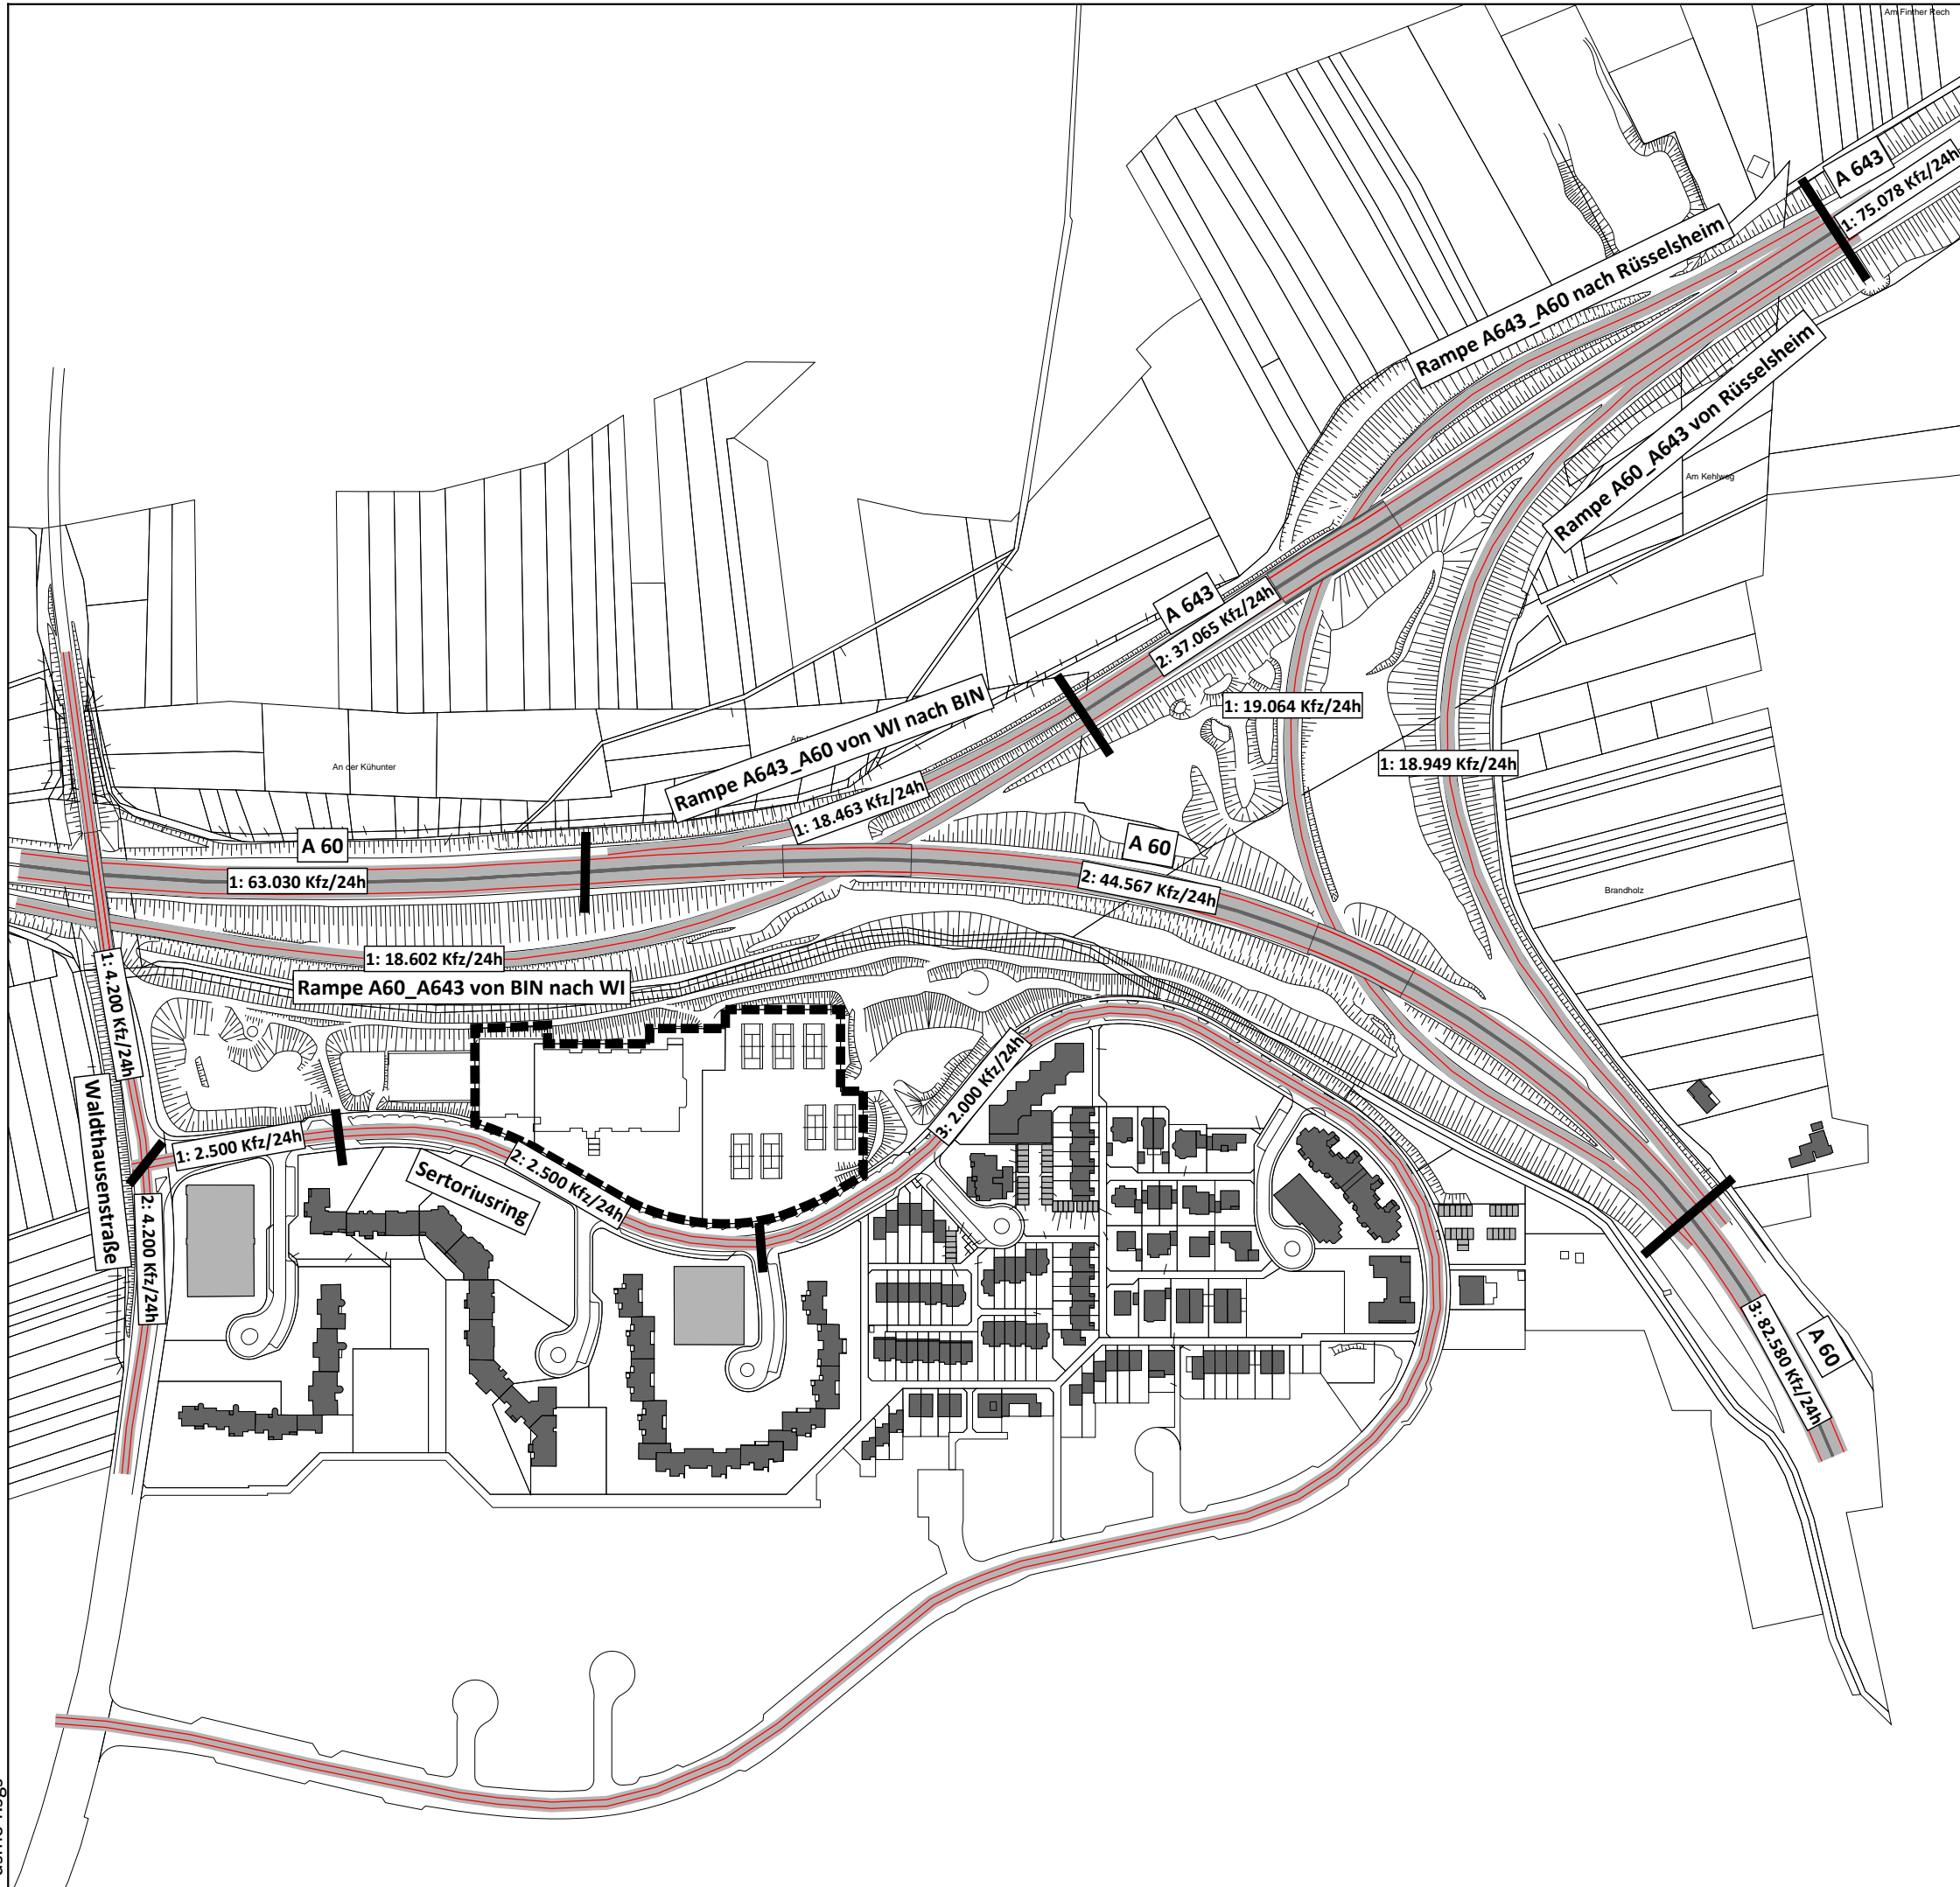 Am Finther Rech
A 643
1: 75.078 Kfz/24h
Rampe A643_A60 nach Rüsselsheim
Rampe A60_A643 von Rüsselsheim
Am Kehlweg
A 643
2: 37.065 Kfz/24h
1: 19.064 Kfz/24h
1: 18.949 Kfz/24h
Rampe A643_A60 von WI nach BIN
An der Kühunter
1: 18.463 Kfz/24h
A 60
A 60
1: 63.030 Kfz/24h
2: 44.567 Kfz/24h
Brandholz
1: 18.602 Kfz/24h
Rampe A60_A643 von BIN nach WI
1: 4.200 Kfz/24h
3: 2.000 Kfz/24h
Waldthausenstraße
1: 2.500 Kfz/24h
2: 2.500 Kfz/24h
Sertoriusring
2: 4.200 Kfz/24h
3: 82.580 Kfz/24h
A 60